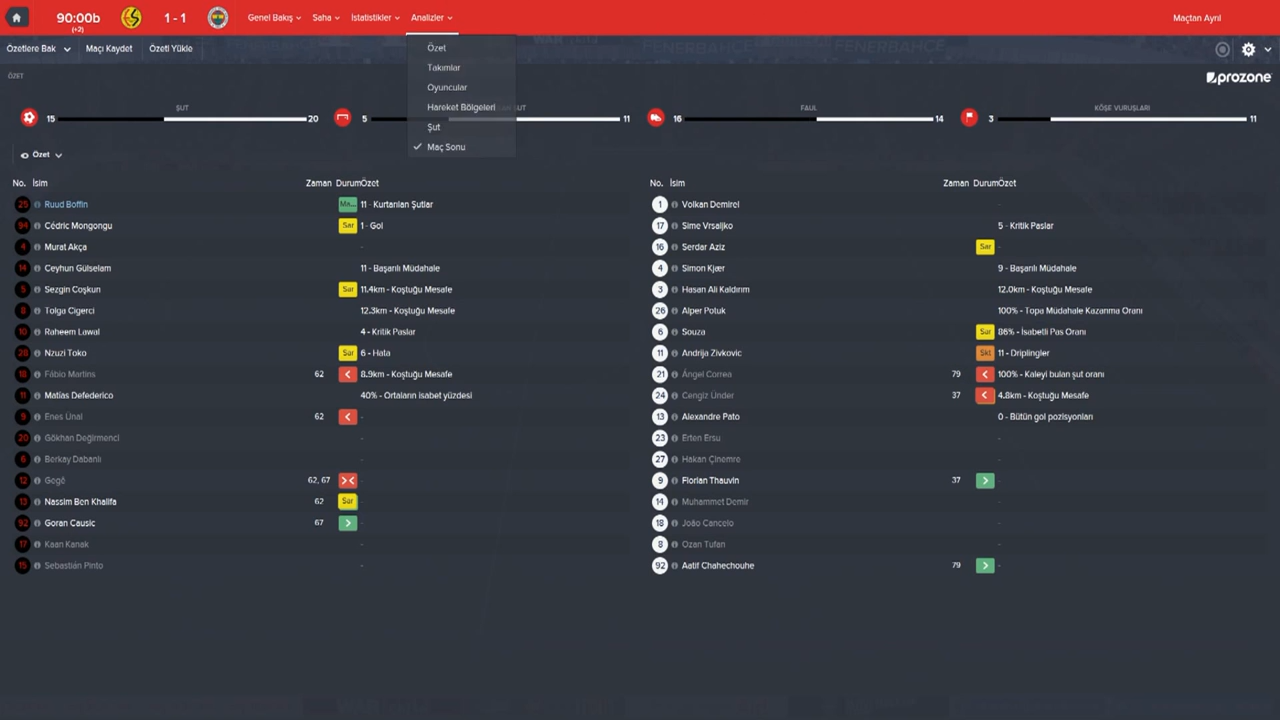 90:00b
(+2)
1 - 1
Genel Bakış
Saha
İstatistikler
Analizler
Maçtan Ayrıl
Özetlere Bak
Maçı Kaydet
Özeti Yükle
FENERBAHÇE
FENERBAHÇE
Özet
Takımlar
Oyuncular
Hareket Bölgeleri
Şut
Maç Sonu
ÖZET
prozone
ŞUT
15
20
5
11
FAUL
16
14
KÖŞE VURUŞLARI
3
11
Özet
No. İsim Zaman Durum Özet
25 Ruud Boffin Ma... 11 - Kurtarılan Şutlar
94 Cédric Mongongu Sar 1 - Gol
4 Murat Akça -
14 Ceyhun Gülselam 11 - Başarılı Müdahale
5 Sezgin Coşkun Sar 11.4km - Koştuğu Mesafe
8 Tolga Cigerci 12.3km - Koştuğu Mesafe
10 Raheem Lawal 4 - Kritik Paslar
28 Nzuzi Toko Sar 6 - Hata
18 Fábio Martins 62 8.9km - Koştuğu Mesafe
11 Matías Defederico 40% - Ortaların isabet yüzdesi
9 Enes Ünal 62 -
20 Gökhan Değirmenci -
6 Berkay Dabanlı -
12 Gegê 62, 67 -
13 Nassim Ben Khalifa 62 Sar -
92 Goran Causic 67 -
17 Kaan Kanak -
15 Sebastián Pinto -
No. İsim Zaman Durum Özet
1 Volkan Demirel -
17 Sime Vrsaljko 5 - Kritik Paslar
16 Serdar Aziz Sar -
4 Simon Kjær 9 - Başarılı Müdahale
3 Hasan Ali Kaldırım 12.0km - Koştuğu Mesafe
26 Alper Potuk 100% - Topa Müdahale Kazanma Oranı
6 Souza Sar 86% - İsabetli Pas Oranı
11 Andrija Zivkovic Skt 11 - Driplingler
21 Ángel Correa 79 100% - Kaleyi bulan şut oranı
24 Cengiz Ünder 37 4.8km - Koştuğu Mesafe
13 Alexandre Pato 0 - Bütün gol pozisyonları
23 Erten Ersu -
27 Hakan Çinemre -
9 Florian Thauvin 37 -
14 Muhammet Demir -
18 João Cancelo -
8 Ozan Tufan -
92 Aatif Chahechouhe 79 -